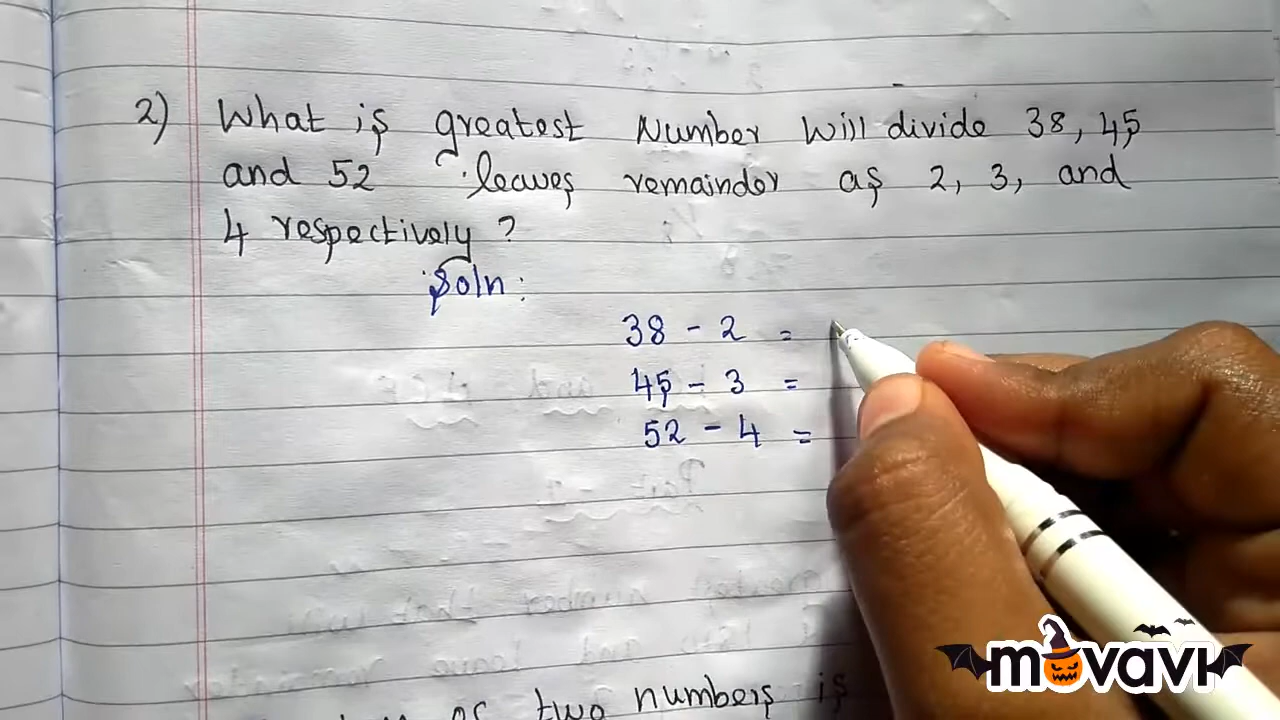 2) What is greatest Number will divide 38, 45
and 52 leaves remainder as 2, 3, and
4 respectively?
Soln:
38 - 2 =
45 - 3 =
52 - 4 =
or two numbers is
movavi